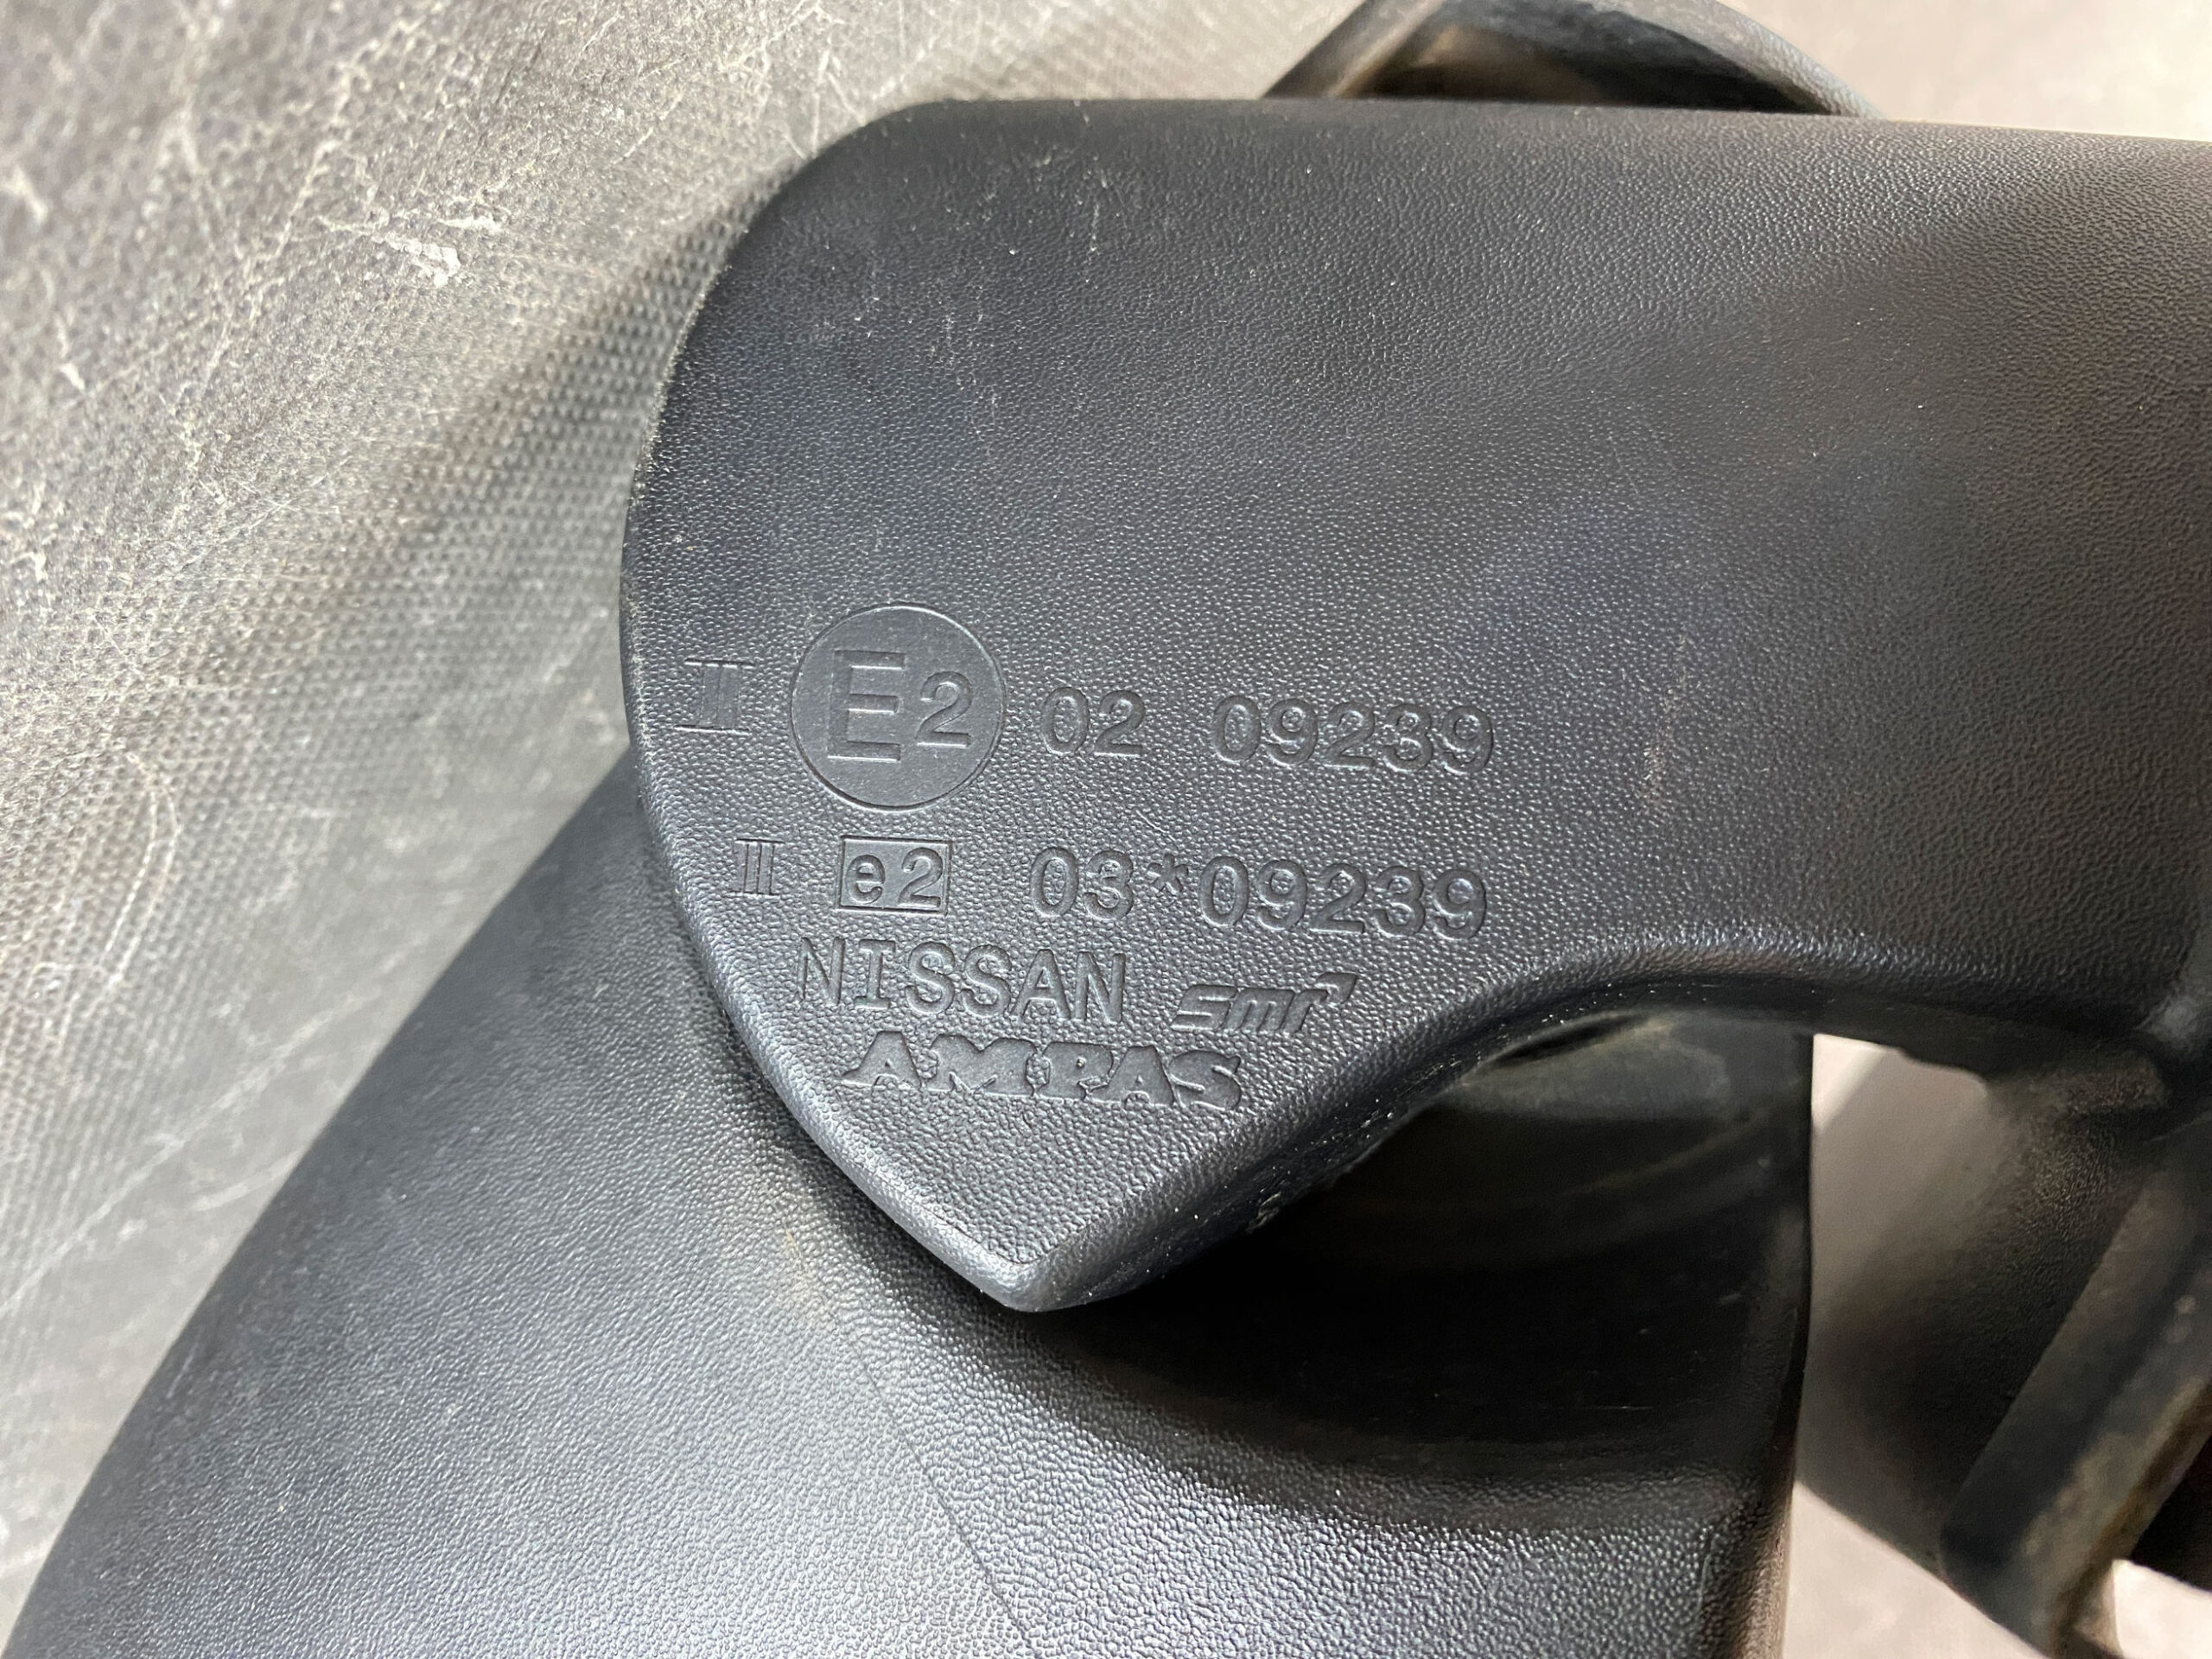 III E2 02 09239
III e2 03*09239
NISSAN smr
AMPAS